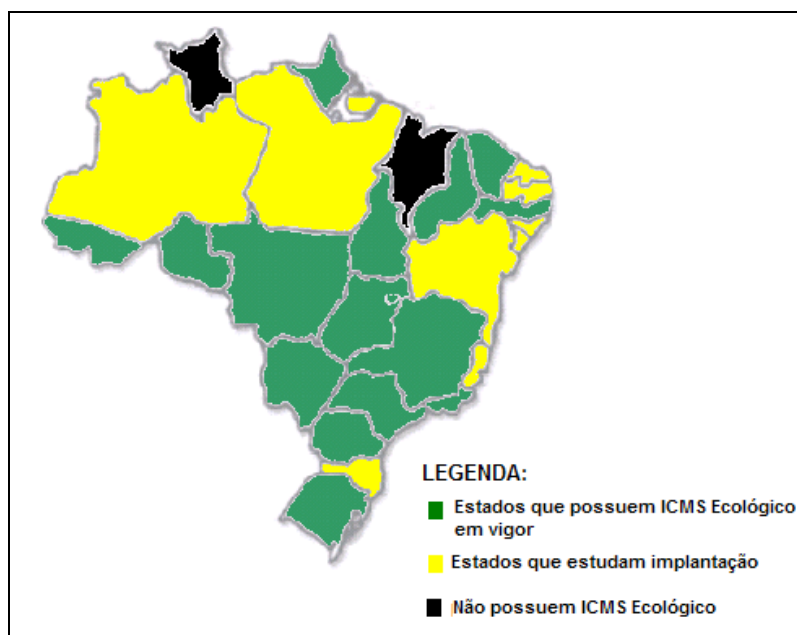 LEGENDA:
Estados que possuem ICMS Ecológico
em vigor
Estados que estudam implantação
Não possuem ICMS Ecológico